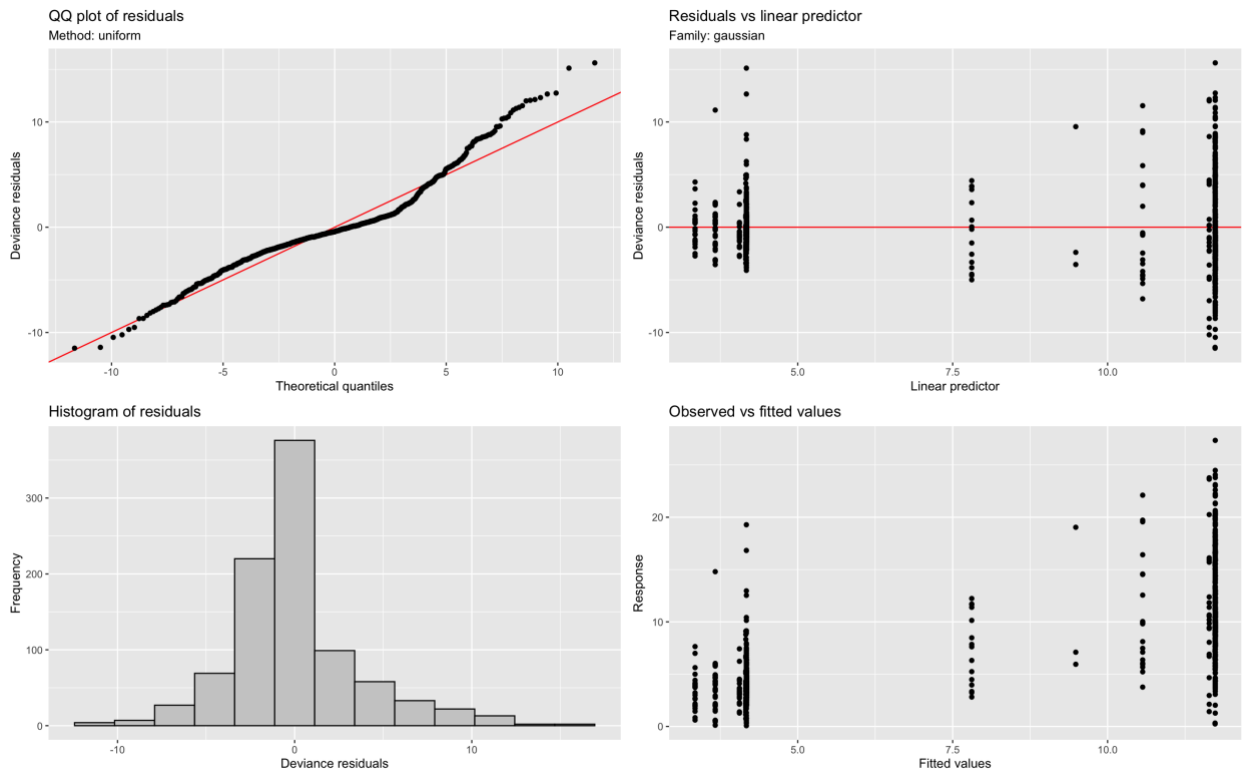 QQ plot of residuals
Method: uniform
10
0
-10
Deviance residuals
-10
-5
0
5
10
Theoretical quantiles
Residuals vs linear predictor
Family: gaussian
10
0
-10
Deviance residuals
5.0
7.5
10.0
Linear predictor
Histogram of residuals
300
200
100
0
Frequency
-10
0
10
Deviance residuals
Observed vs fitted values
20
10
0
Response
5.0
7.5
10.0
Fitted values